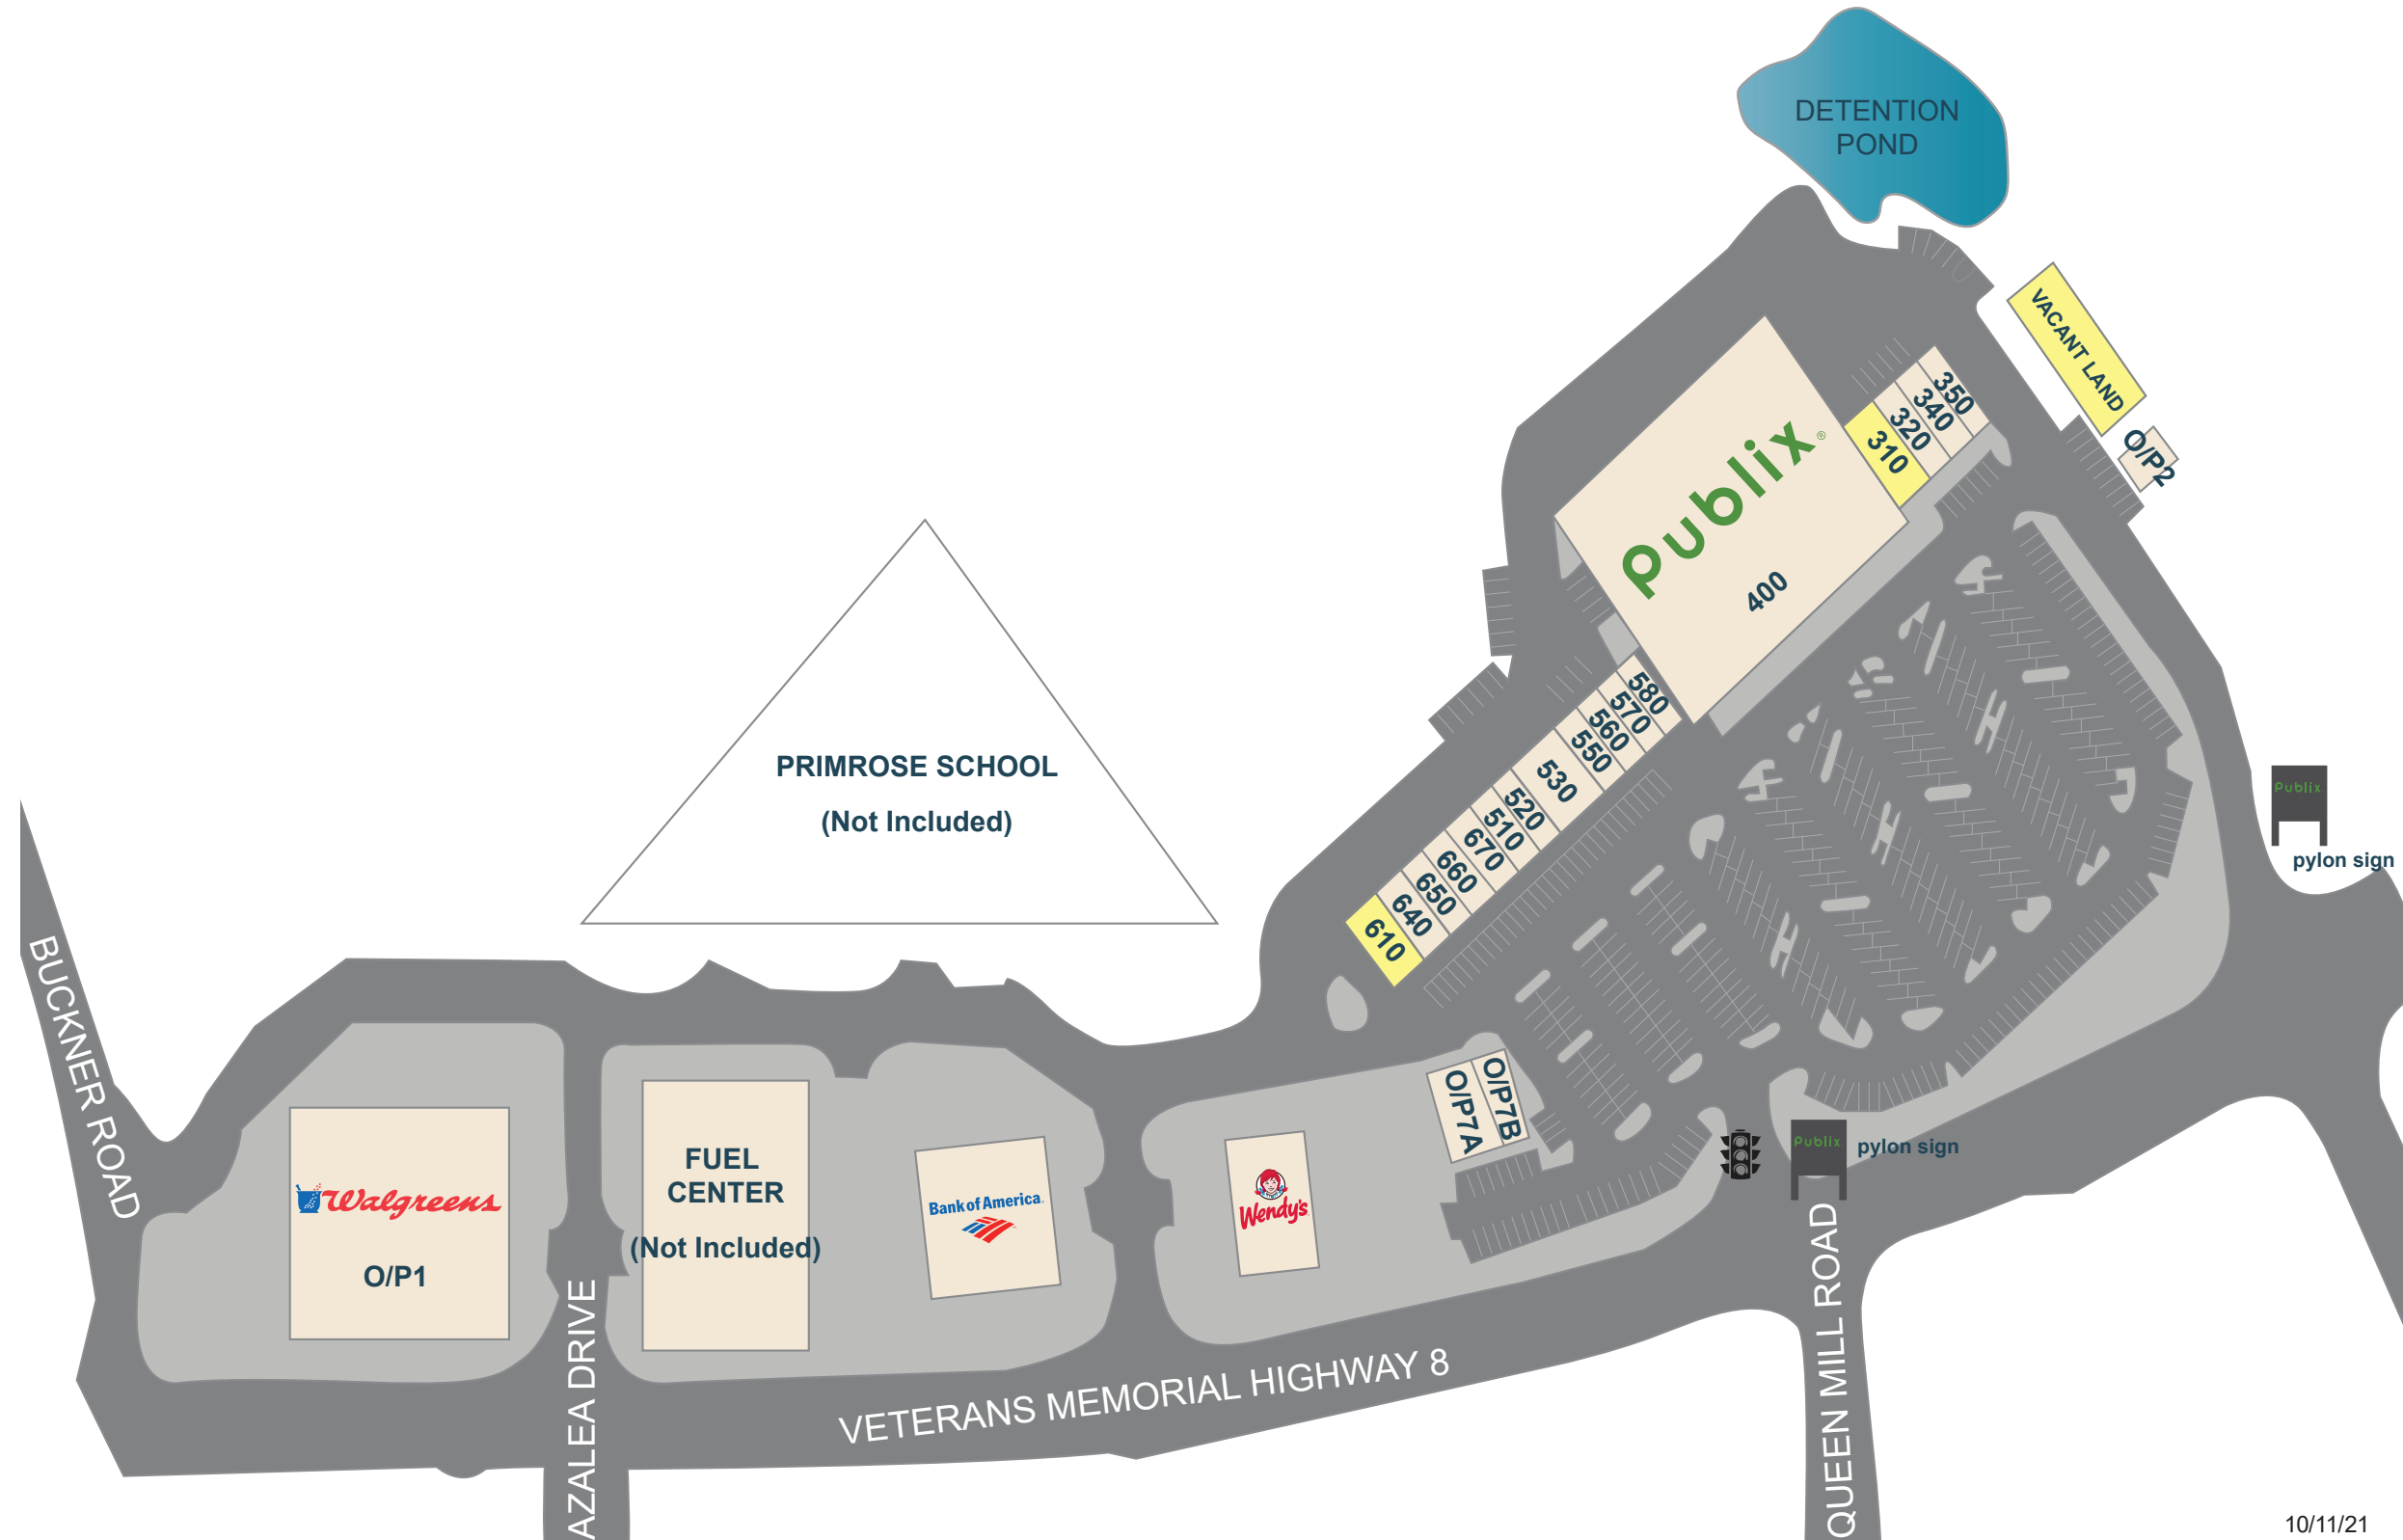 DETENTION
POND
VACANT LAND
O/P2
350
340
320
310
Publix®
400
580
570
560
550
530
520
510
670
660
650
640
610
PRIMROSE SCHOOL
(Not Included)
Publix
pylon sign
BUCKNER ROAD
Walgreens
O/P1
FUEL
CENTER
(Not Included)
Bank of America
Wendy's
O/P7A
O/P7B
Publix
pylon sign
AZALEA DRIVE
VETERANS MEMORIAL HIGHWAY 8
QUEEN MILL ROAD
10/11/21